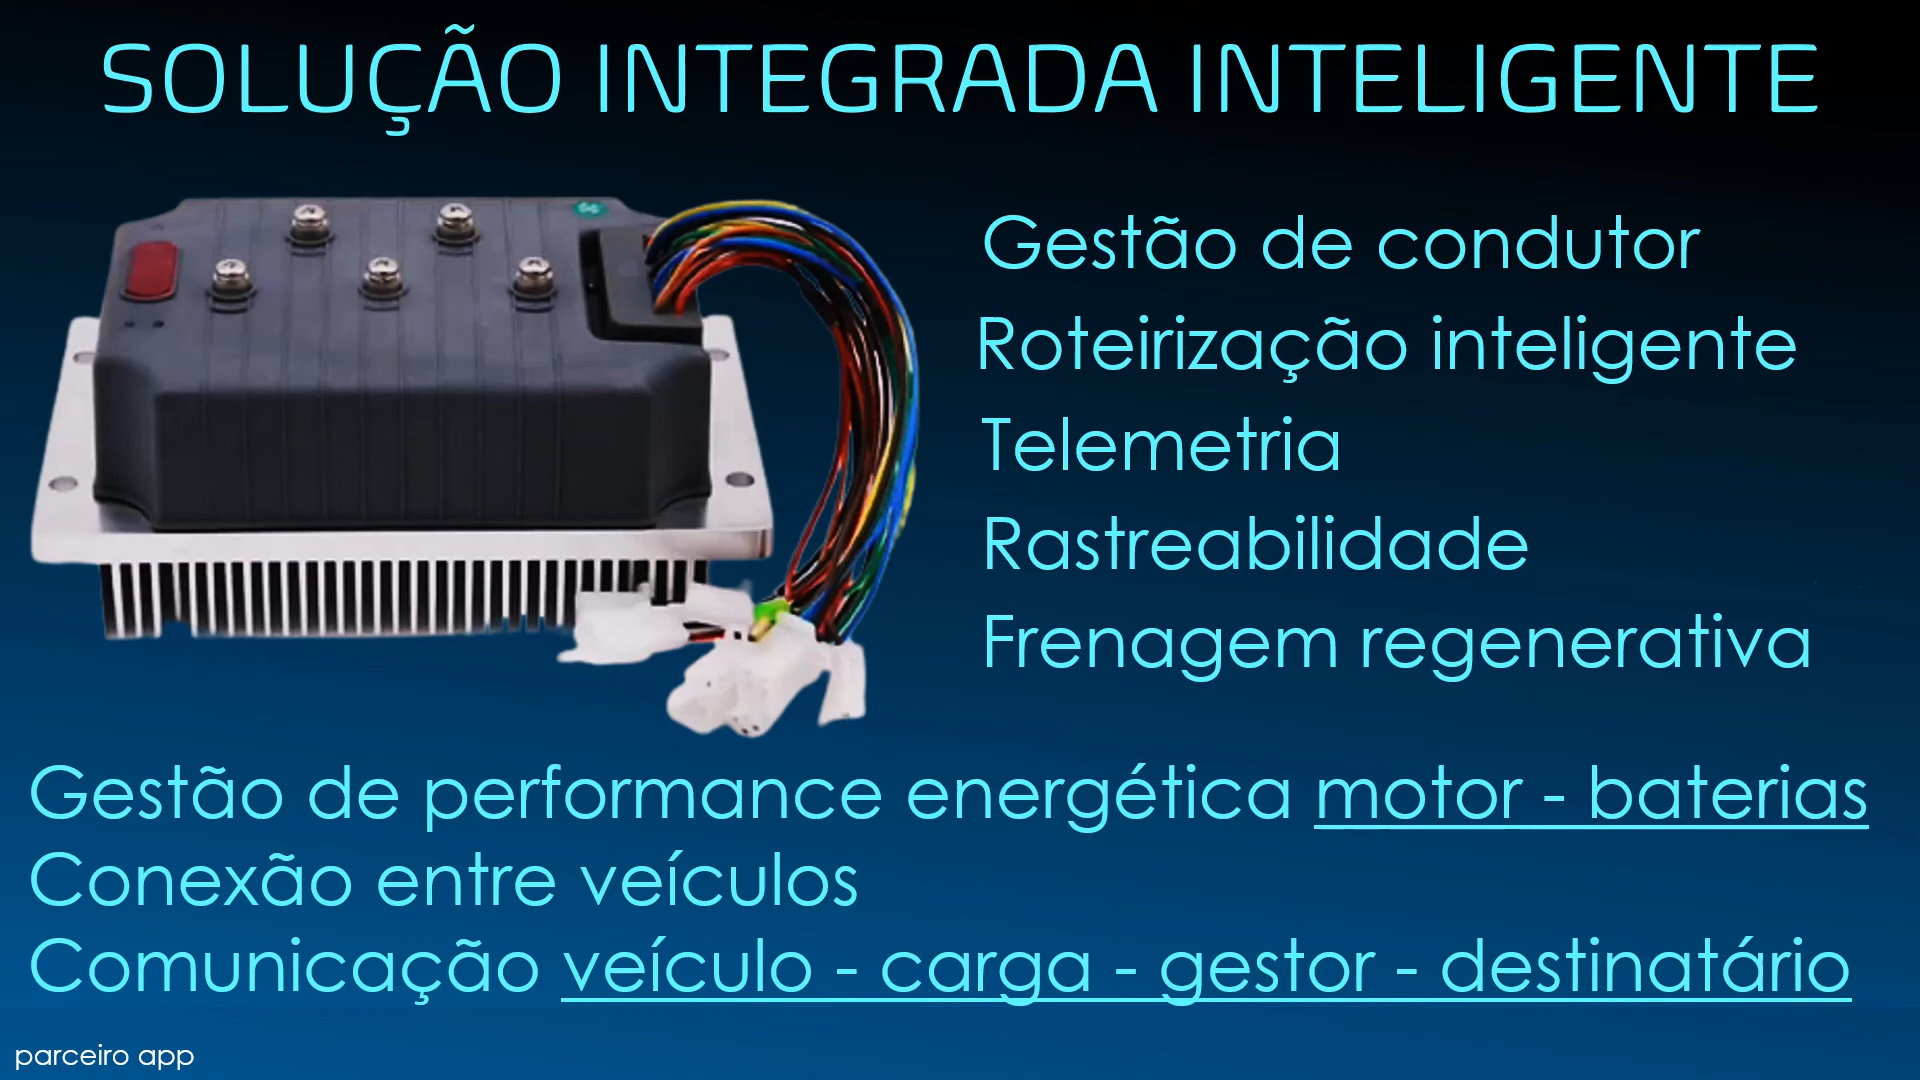 SOLUÇÃO INTEGRADA INTELIGENTE
Gestão de condutor
Roteirização inteligente
Telemetria
Rastreabilidade
Frenagem regenerativa
Gestão de performance energética motor - baterias
Conexão entre veículos
Comunicação veículo - carga - gestor - destinatário
parceiro app